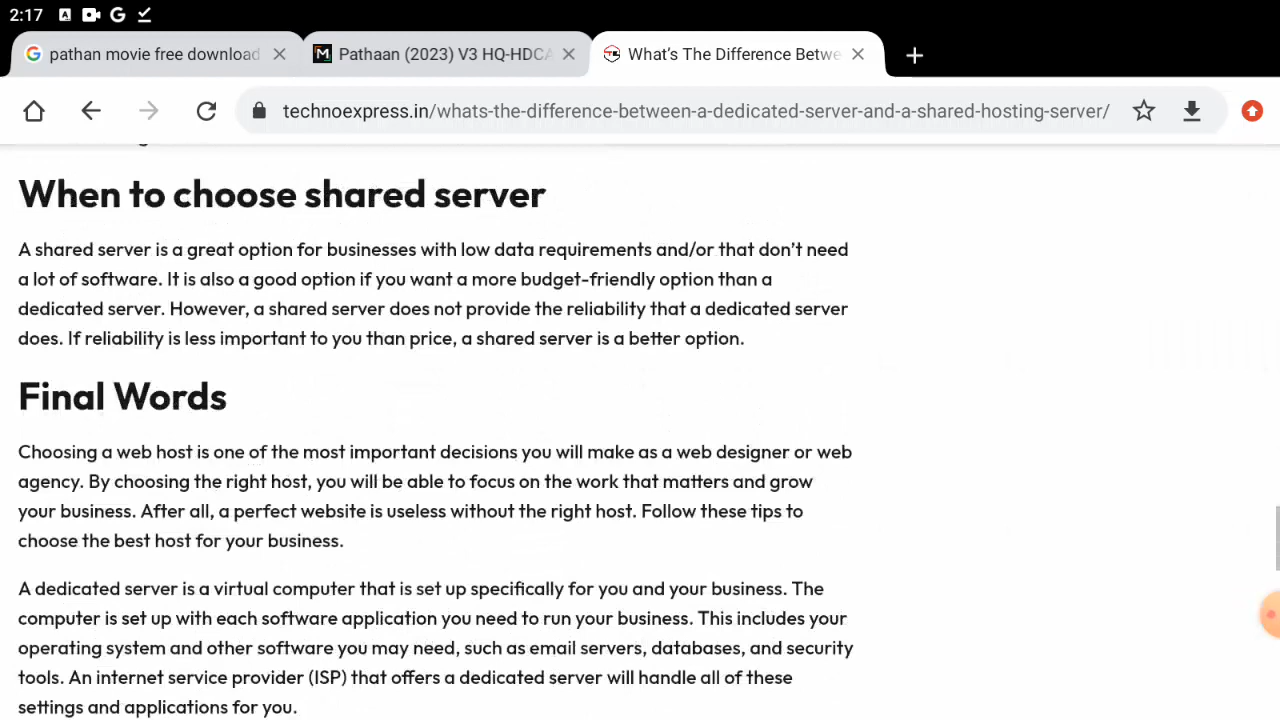 2:17
pathan movie free download
Pathaan (2023) V3 HQ-HDCA
What's The Difference Betwe
technoexpress.in/whats-the-difference-between-a-dedicated-server-and-a-shared-hosting-server/
When to choose shared server
A shared server is a great option for businesses with low data requirements and/or that don't need
a lot of software. It is also a good option if you want a more budget-friendly option than a
dedicated server. However, a shared server does not provide the reliability that a dedicated server
does. If reliability is less important to you than price, a shared server is a better option.
Final Words
Choosing a web host is one of the most important decisions you will make as a web designer or web
agency. By choosing the right host, you will be able to focus on the work that matters and grow
your business. After all, a perfect website is useless without the right host. Follow these tips to
choose the best host for your business.
A dedicated server is a virtual computer that is set up specifically for you and your business. The
computer is set up with each software application you need to run your business. This includes your
operating system and other software you may need, such as email servers, databases, and security
tools. An internet service provider (ISP) that offers a dedicated server will handle all of these
settings and applications for you.